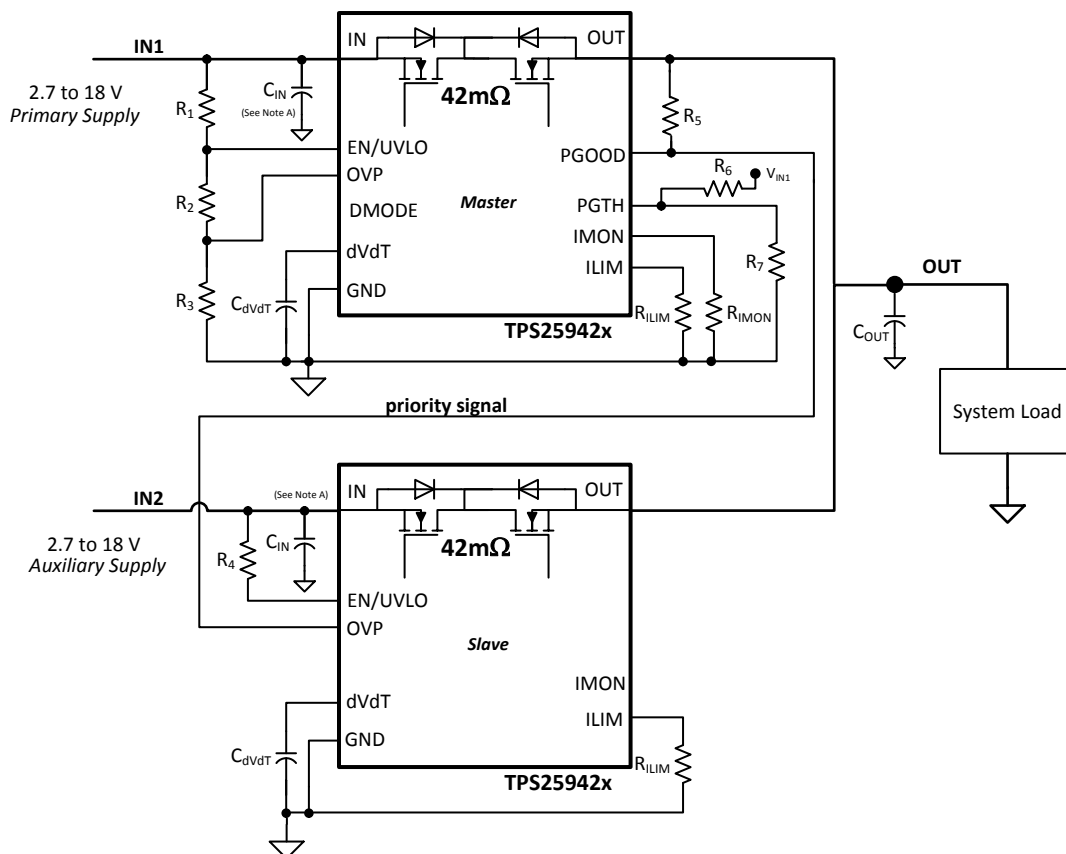 IN1
2.7 to 18 V
Primary Supply
R1
CIN
(See Note A)
R2
R3
CdVdT
IN
OUT
42mΩ
EN/UVLO
OVP
DMODE
dVdT
GND
Master
PGOOD
PGTH
IMON
ILIM
TPS25942x
R5
R6
VIN1
R7
RILIM
RIMON
OUT
COUT
System Load
priority signal
IN2
2.7 to 18 V
Auxiliary Supply
(See Note A)
CIN
R4
CdVdT
IN
OUT
42mΩ
EN/UVLO
OVP
Slave
dVdT
GND
IMON
ILIM
RILIM
TPS25942x